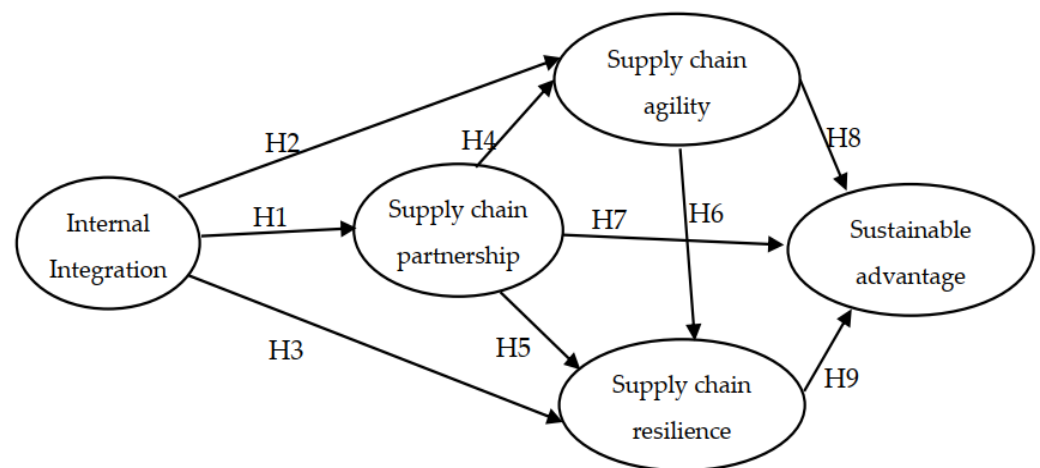 Supply chain
agility
H2
H4
H8
Internal
Integration
H1
Supply chain
partnership
H7
H6
Sustainable
advantage
H3
H5
Supply chain
resilience
H9